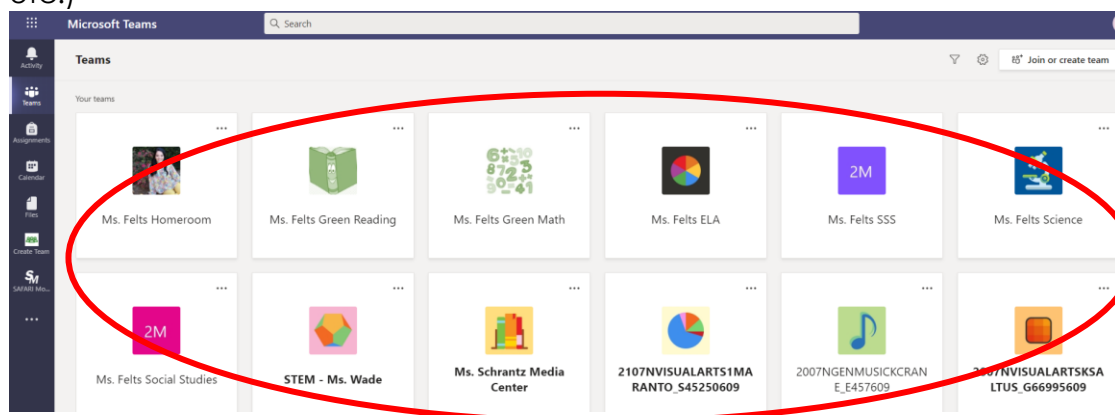 etc.)
Microsoft Teams
Search
Activity
Teams
Join or create team
Teams
Your teams
Assignments
Calendar
Files
Create Team
SM
SAFARI Mo...
2M
Ms. Felts Homeroom
Ms. Felts Green Reading
Ms. Felts Green Math
Ms. Felts ELA
Ms. Felts SSS
Ms. Felts Science
2M
Ms. Felts Social Studies
STEM - Ms. Wade
Ms. Schrantz Media
Center
2107NVISUALARTS1MA
RANTO_S45250609
2007NGENMUSICKCRAN
E_E457609
2007NVISUALARTSKSA
LTUS_G66995609